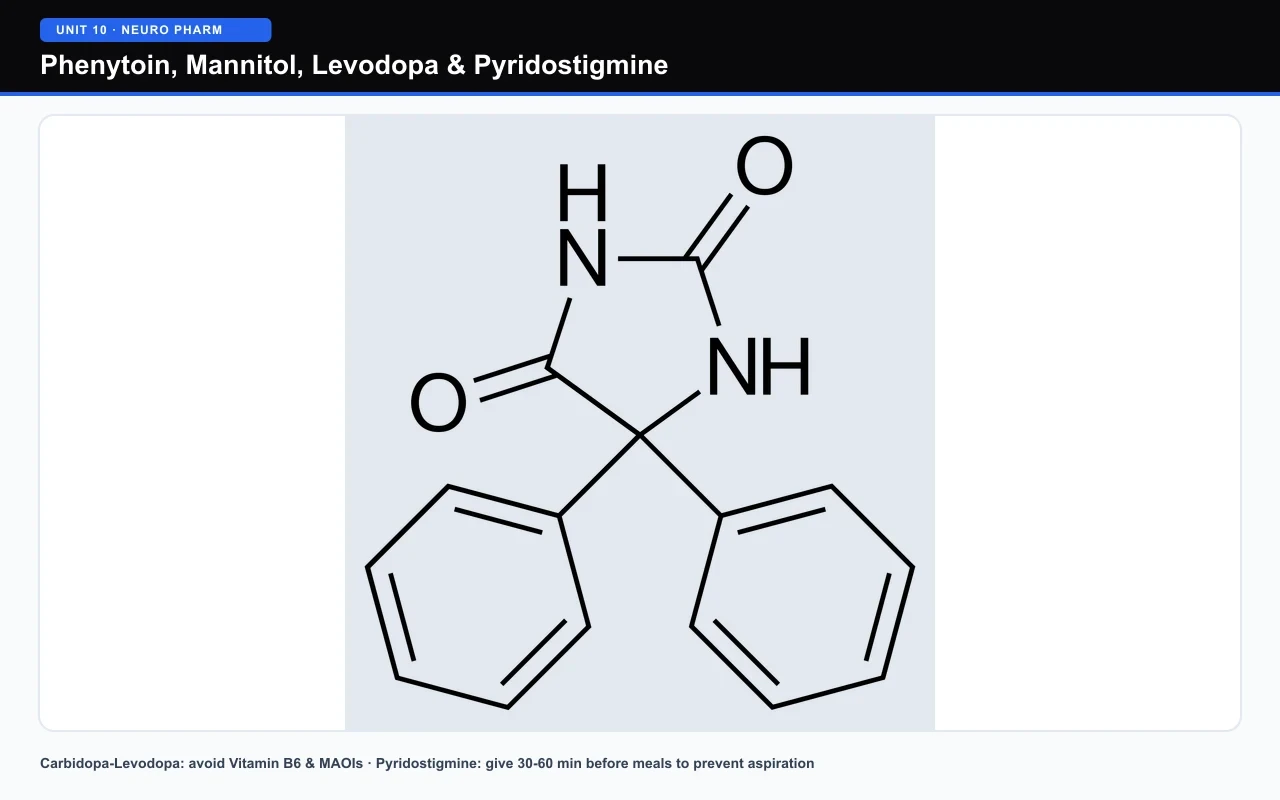 UNIT 10 · NEURO PHARM
Phenytoin, Mannitol, Levodopa & Pyridostigmine
O
H
N
NH
O
Carbidopa-Levodopa: avoid Vitamin B6 & MAOIs · Pyridostigmine: give 30-60 min before meals to prevent aspiration